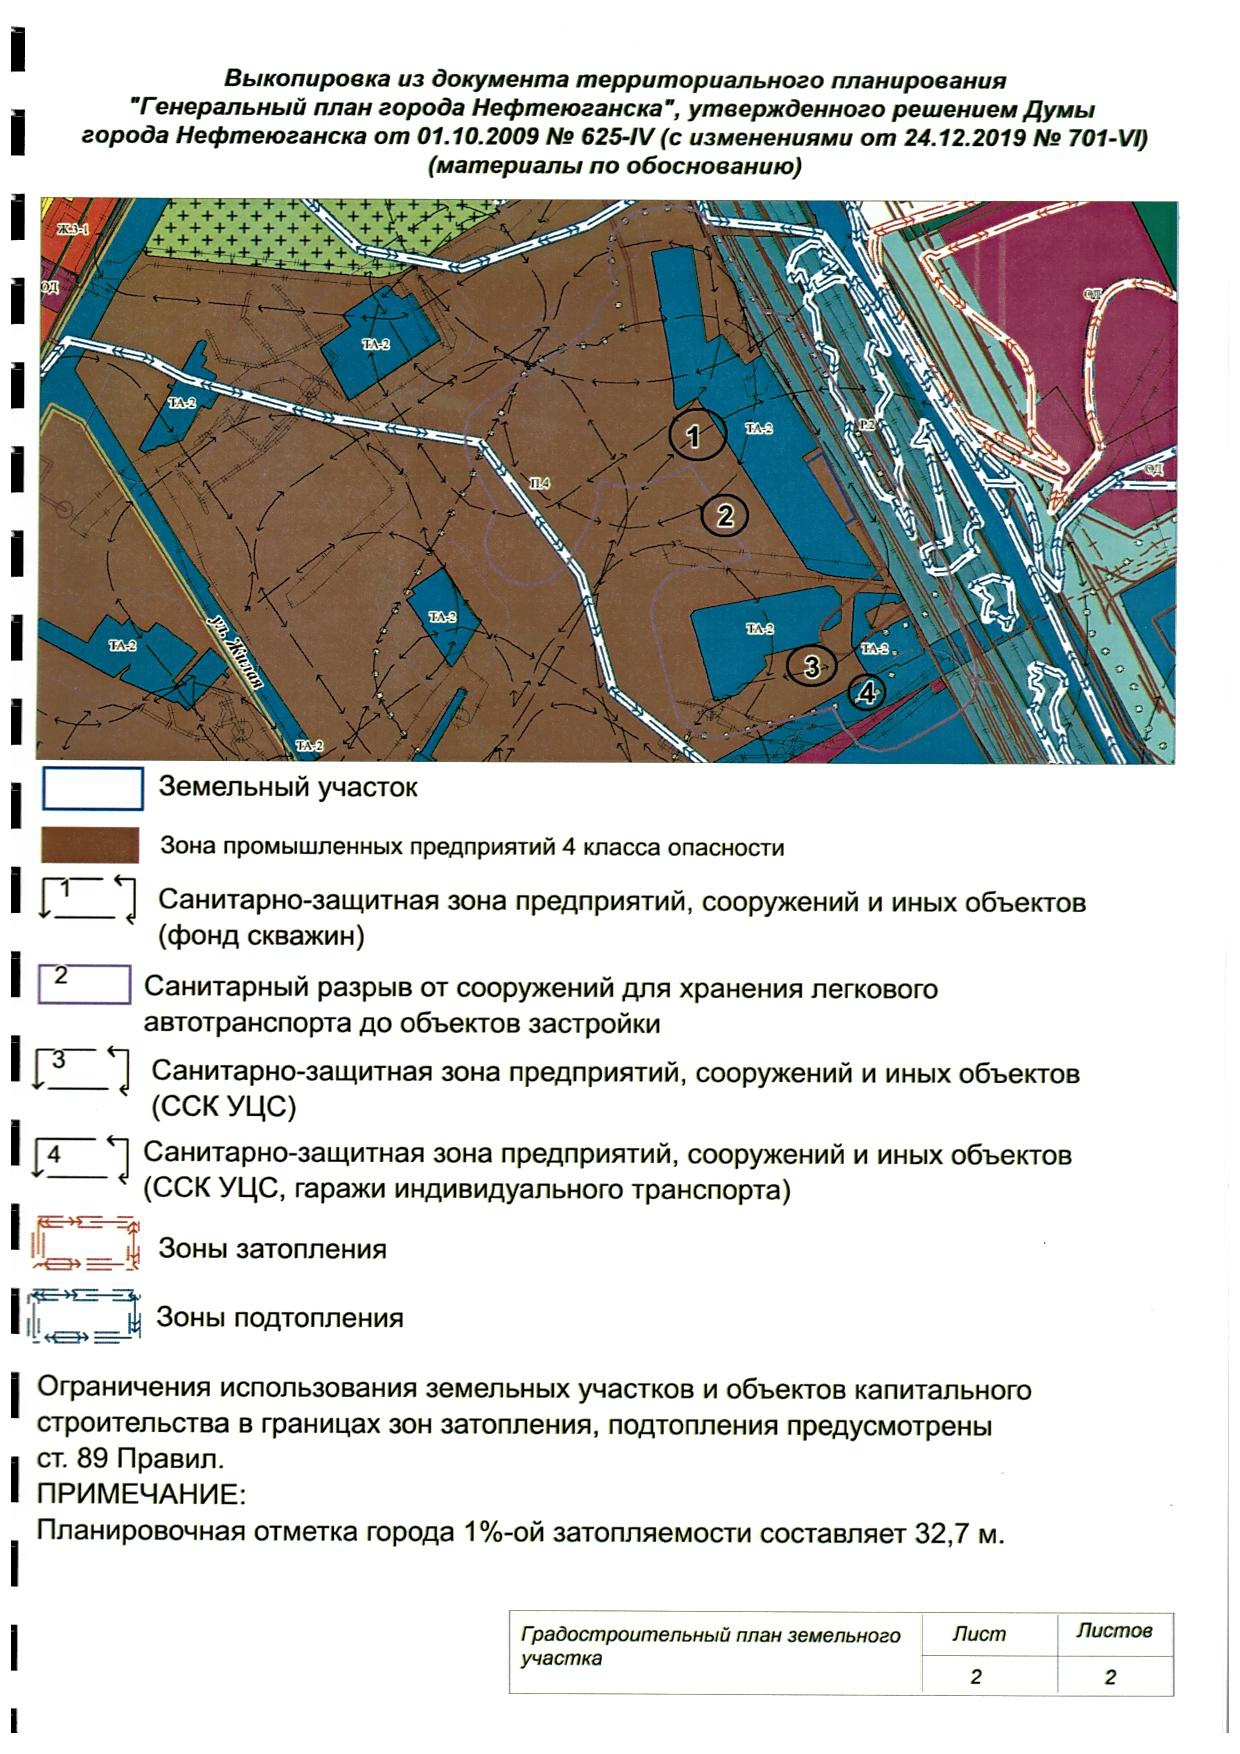 Выкопировка из документа территориального планирования
"Генеральный план города Нефтеюганска", утвержденного решением Думы
города Нефтеюганска от 01.10.2009 № 625-IV (с изменениями от 24.12.2019 № 701-VI)
(материалы по обоснованию)
Ж.3-1
ОД
ОД
ТА-2
ТА-2
1
ТА-2
Р.2
ОД
П.4
2
ТА-2
ТА-2
ТА-2
ТА-2
ул. Жилая
3
4
ТА-2
Земельный участок
Зона промышленных предприятий 4 класса опасности
1
Санитарно-защитная зона предприятий, сооружений и иных объектов
(фонд скважин)
2
Санитарный разрыв от сооружений для хранения легкового
автотранспорта до объектов застройки
3
Санитарно-защитная зона предприятий, сооружений и иных объектов
(ССК УЦС)
4
Санитарно-защитная зона предприятий, сооружений и иных объектов
(ССК УЦС, гаражи индивидуального транспорта)
Зоны затопления
Зоны подтопления
Ограничения использования земельных участков и объектов капитального
строительства в границах зон затопления, подтопления предусмотрены
ст. 89 Правил.
ПРИМЕЧАНИЕ:
Планировочная отметка города 1%-ой затопляемости составляет 32,7 м.
Градостроительный план земельного
участка
Лист
Листов
2
2